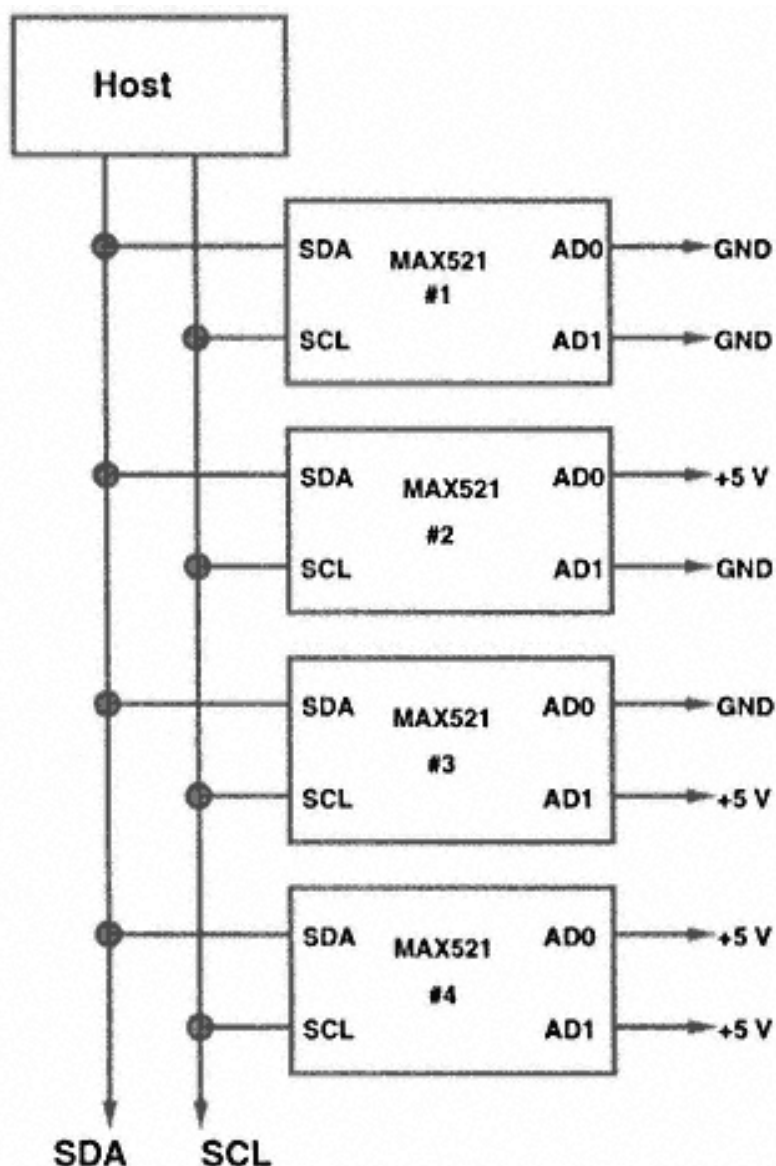 Host
SDA MAX521 AD0 GND
#1
SCL AD1 GND
SDA MAX521 AD0 +5 V
#2
SCL AD1 GND
SDA MAX521 AD0 GND
#3
SCL AD1 +5 V
SDA MAX521 AD0 +5 V
#4
SCL AD1 +5 V
SDA SCL